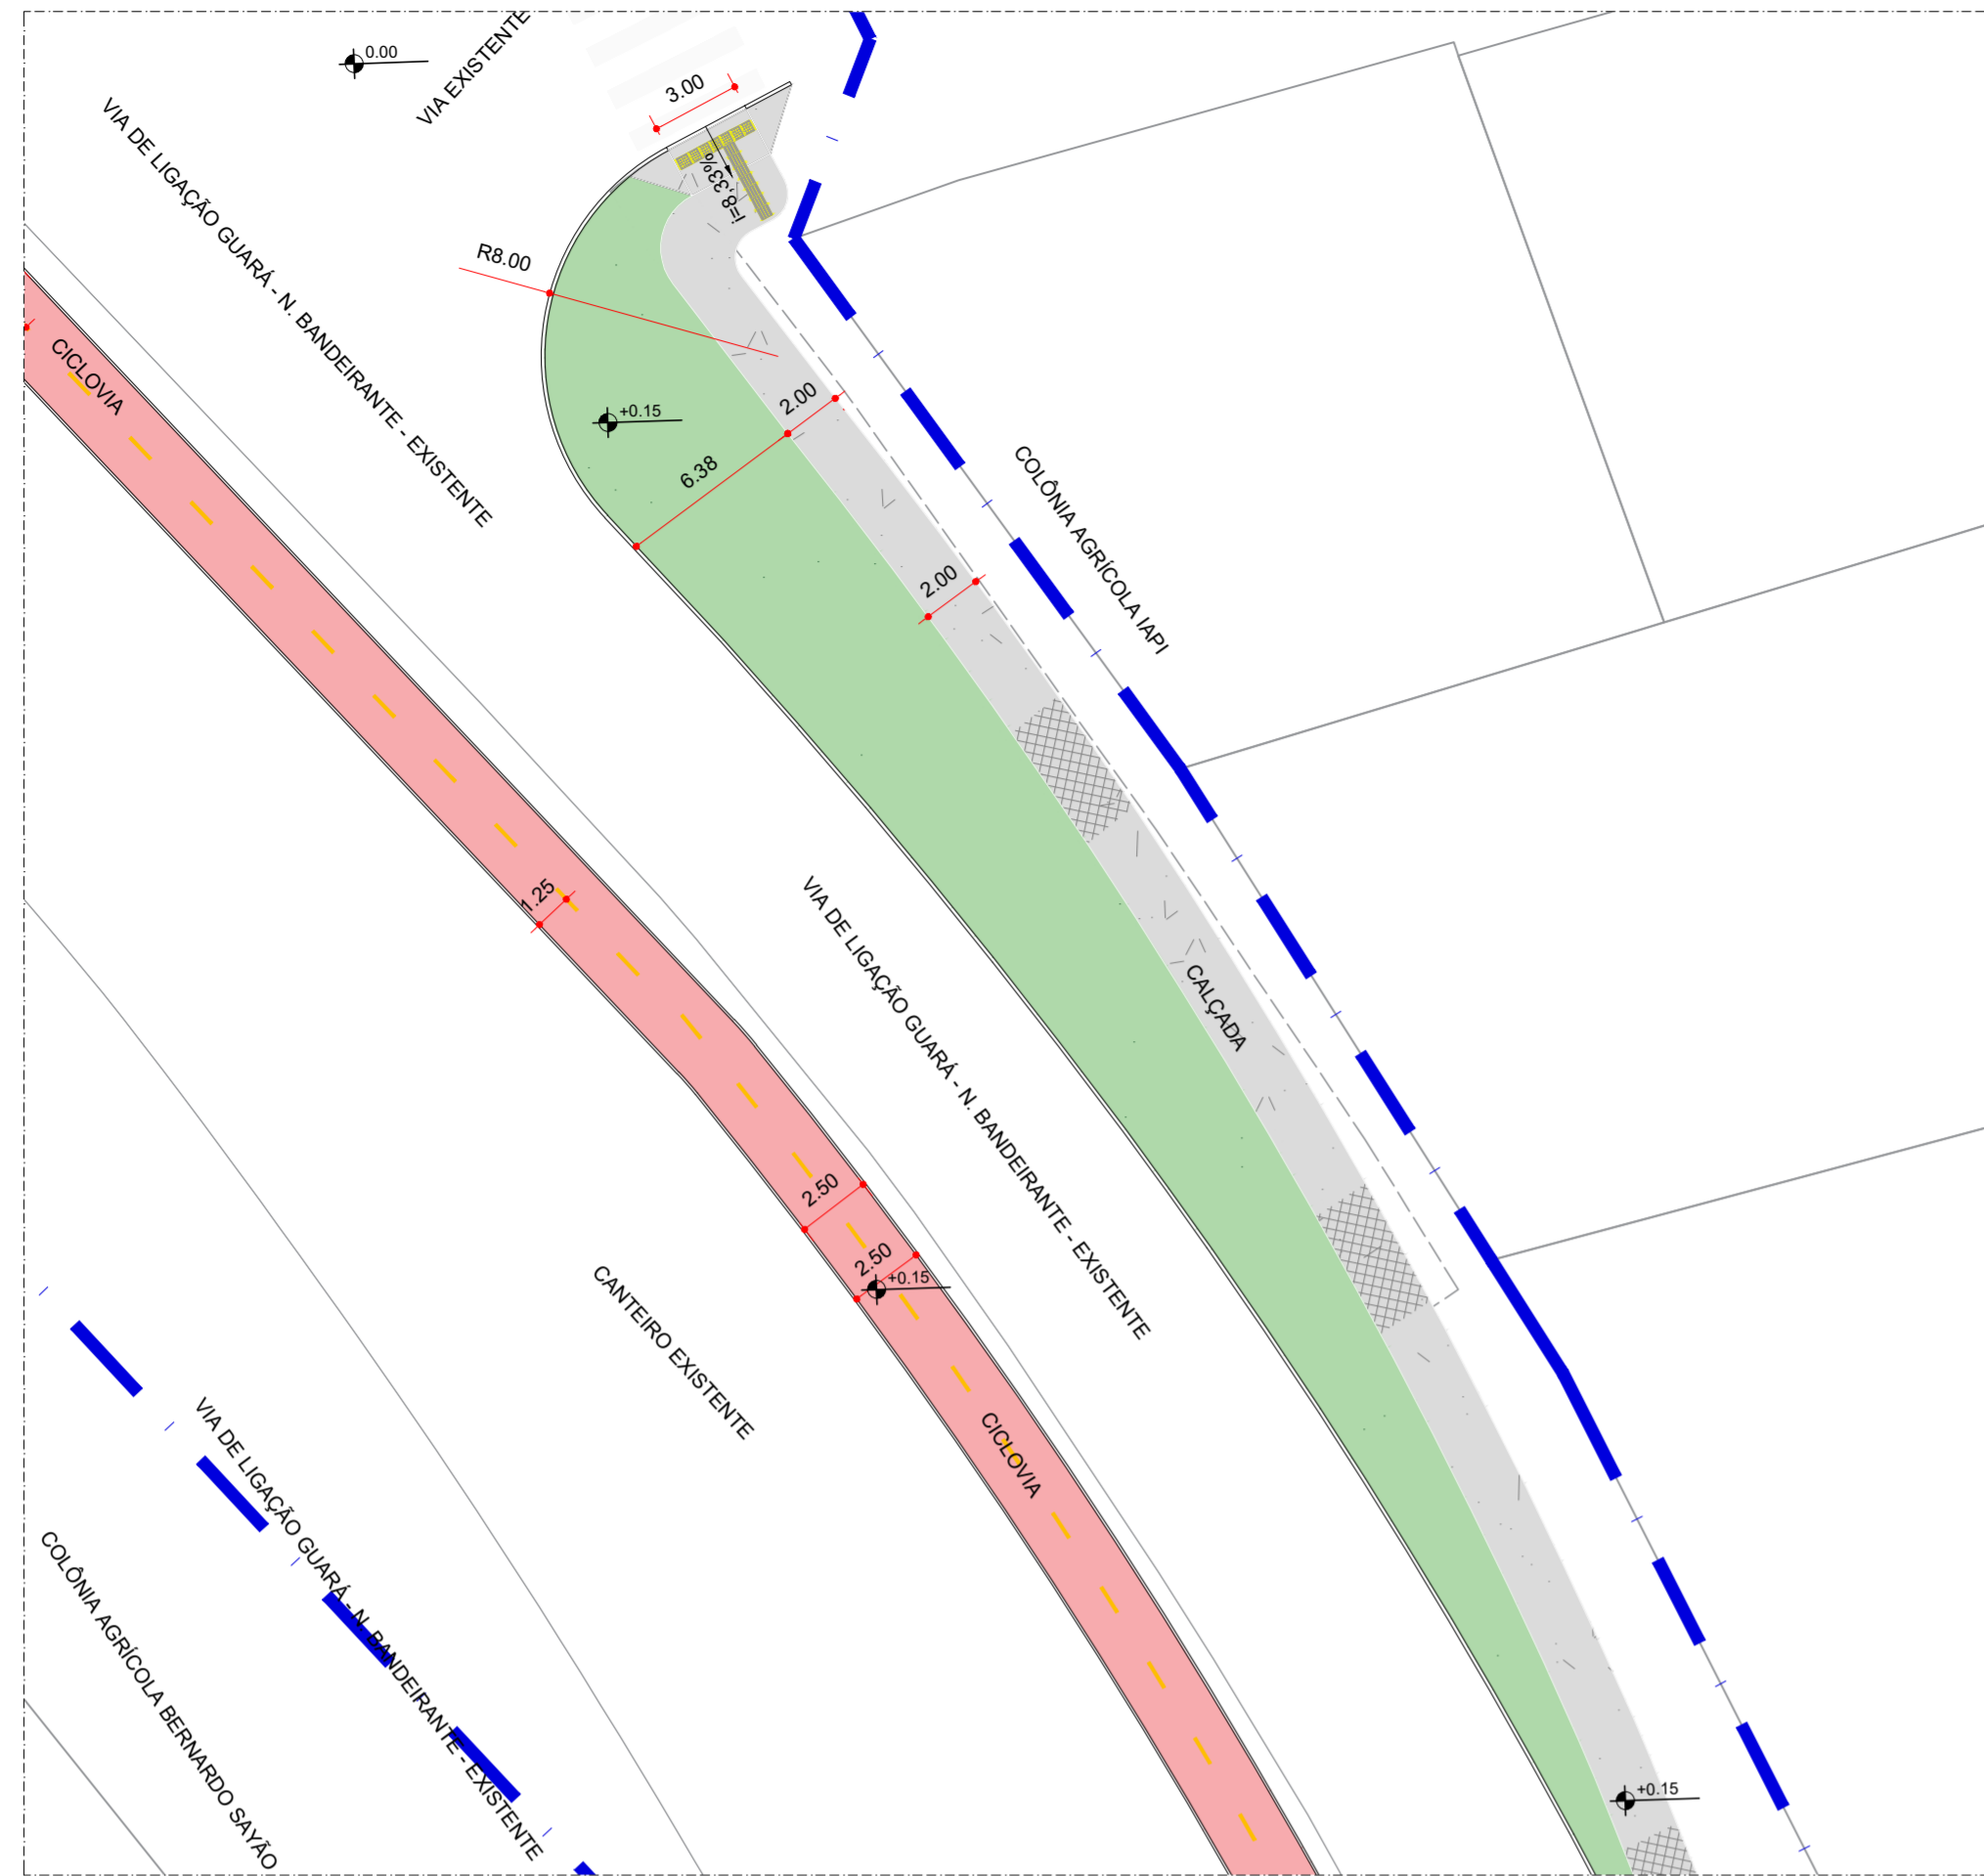 0.00
VIA EXISTENTE
3.00
VIA DE LIGAÇÃO GUARÁ - N. BANDEIRANTE - EXISTENTE
i=8,33%
R8.00
CICLOVIA
2.00
+0.15
6.38
COLÔNIA AGRÍCOLA IAPI
2.00
1.25
VIA DE LIGAÇÃO GUARÁ - N. BANDEIRANTE - EXISTENTE
CALÇADA
2.50
2.50
+0.15
CANTEIRO EXISTENTE
CICLOVIA
VIA DE LIGAÇÃO GUARÁ - N. BANDEIRANTE - EXISTENTE
COLÔNIA AGRÍCOLA BERNARDO SAYÃO
+0.15